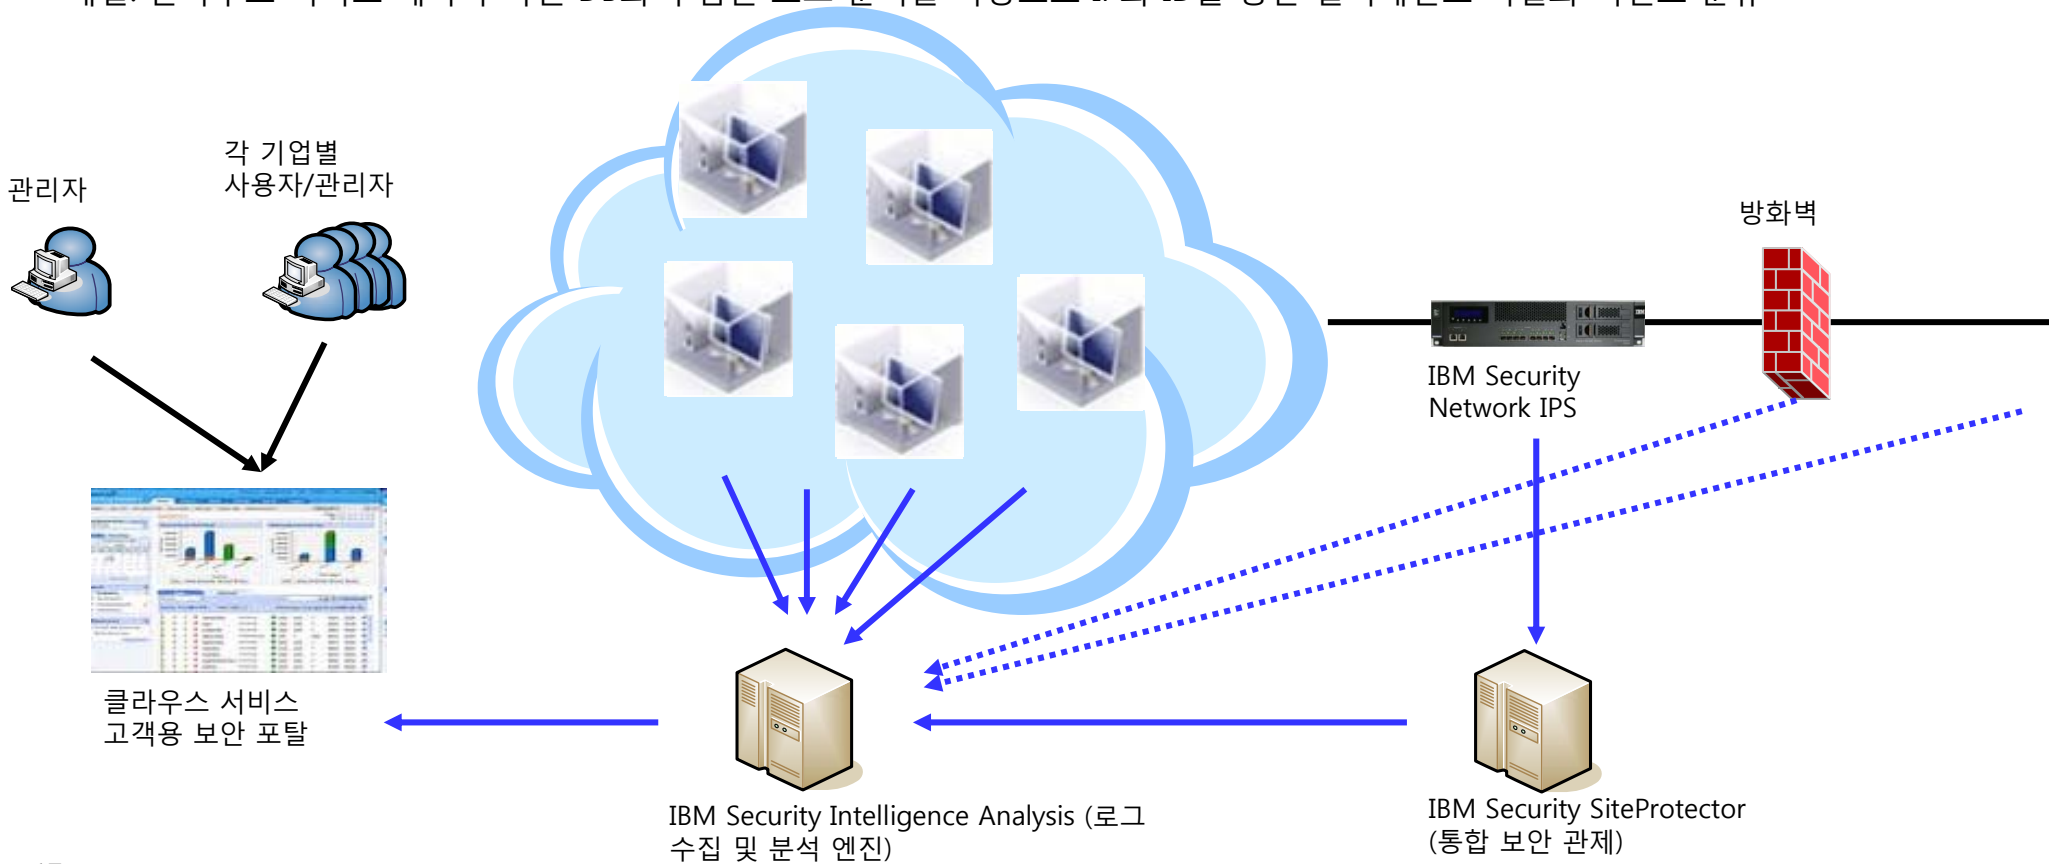 각 기업별
사용자/관리자
관리자
방화벽
IBM Security
Network IPS
클라우스 서비스
고객용 보안 포탈
IBM Security Intelligence Analysis (로그
수집 및 분석 엔진)
IBM Security SiteProtector
(통합 보안 관제)